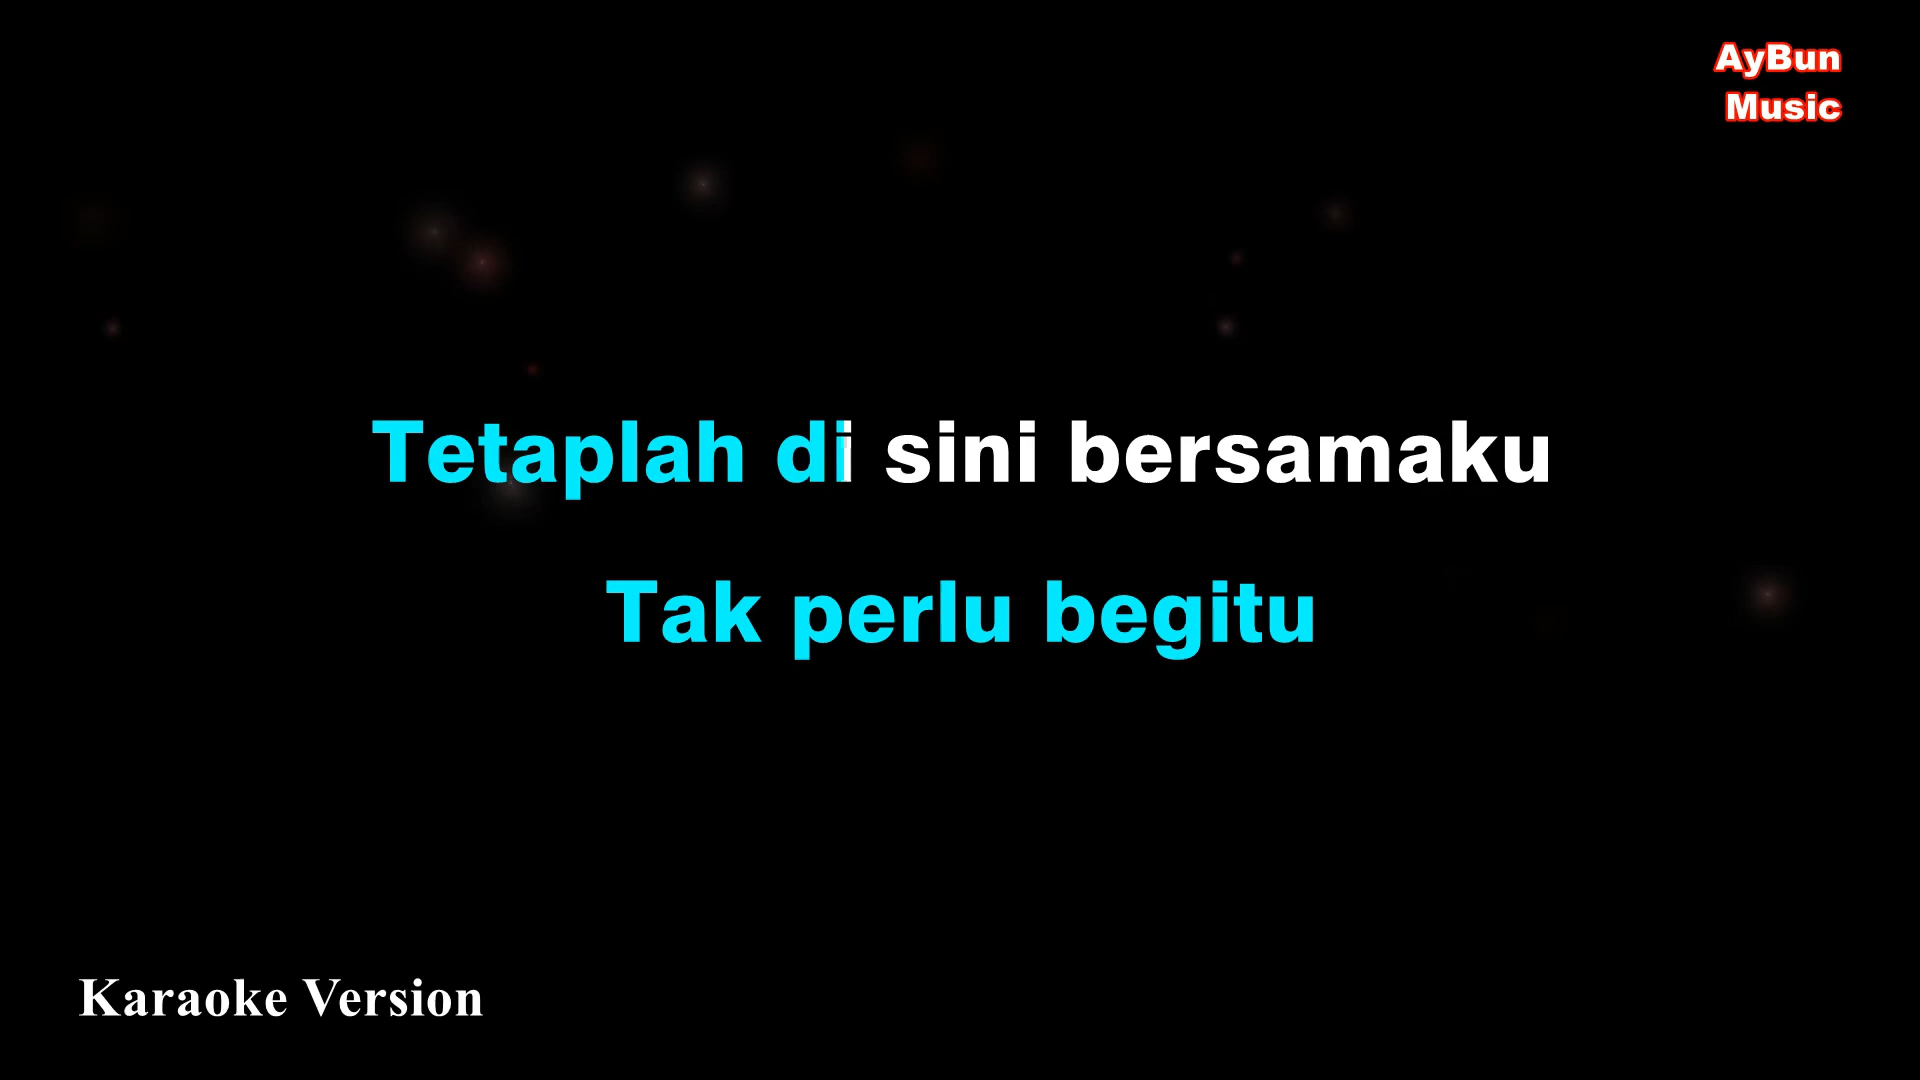 AyBun
Music
Tetaplah di sini bersamaku
Tak perlu begitu
Karaoke Version